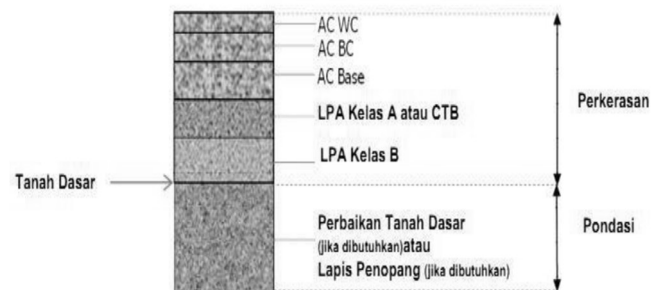 AC WC
AC BC
AC Base
LPA Kelas A atau CTB
Perkerasan
LPA Kelas B
Tanah Dasar
Perbaikan Tanah Dasar
(jika dibutuhkan)atau
Lapis Penopang (jika dibutuhkan)
Pondasi